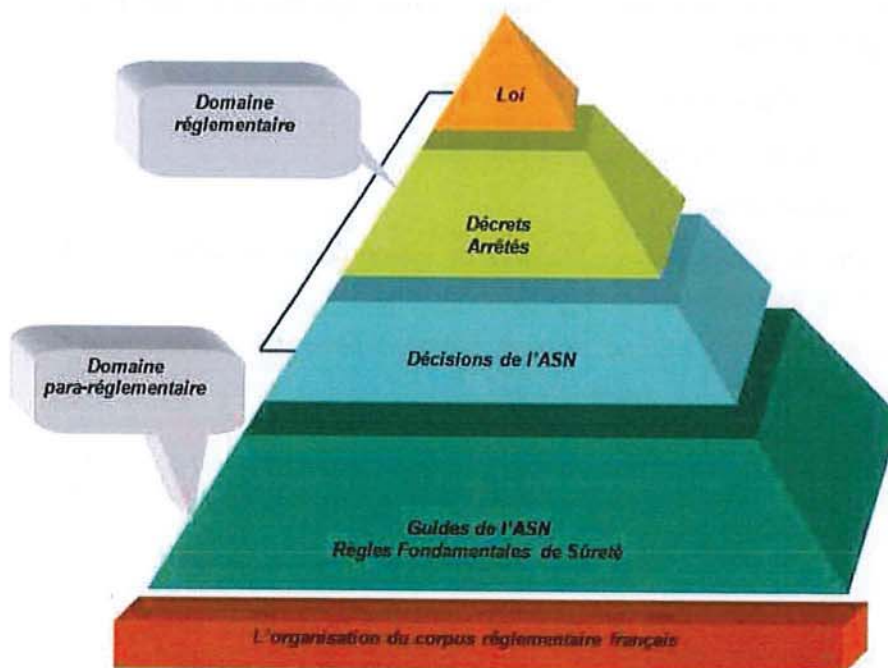 Loi
Domaine
réglementaire
Décrets
Arrêtés
Décisions de l'ASN
Domaine
para-réglementaire
Guides de l'ASN
Règles Fondamentales de Sûreté
L'organisation du corpus réglementaire français